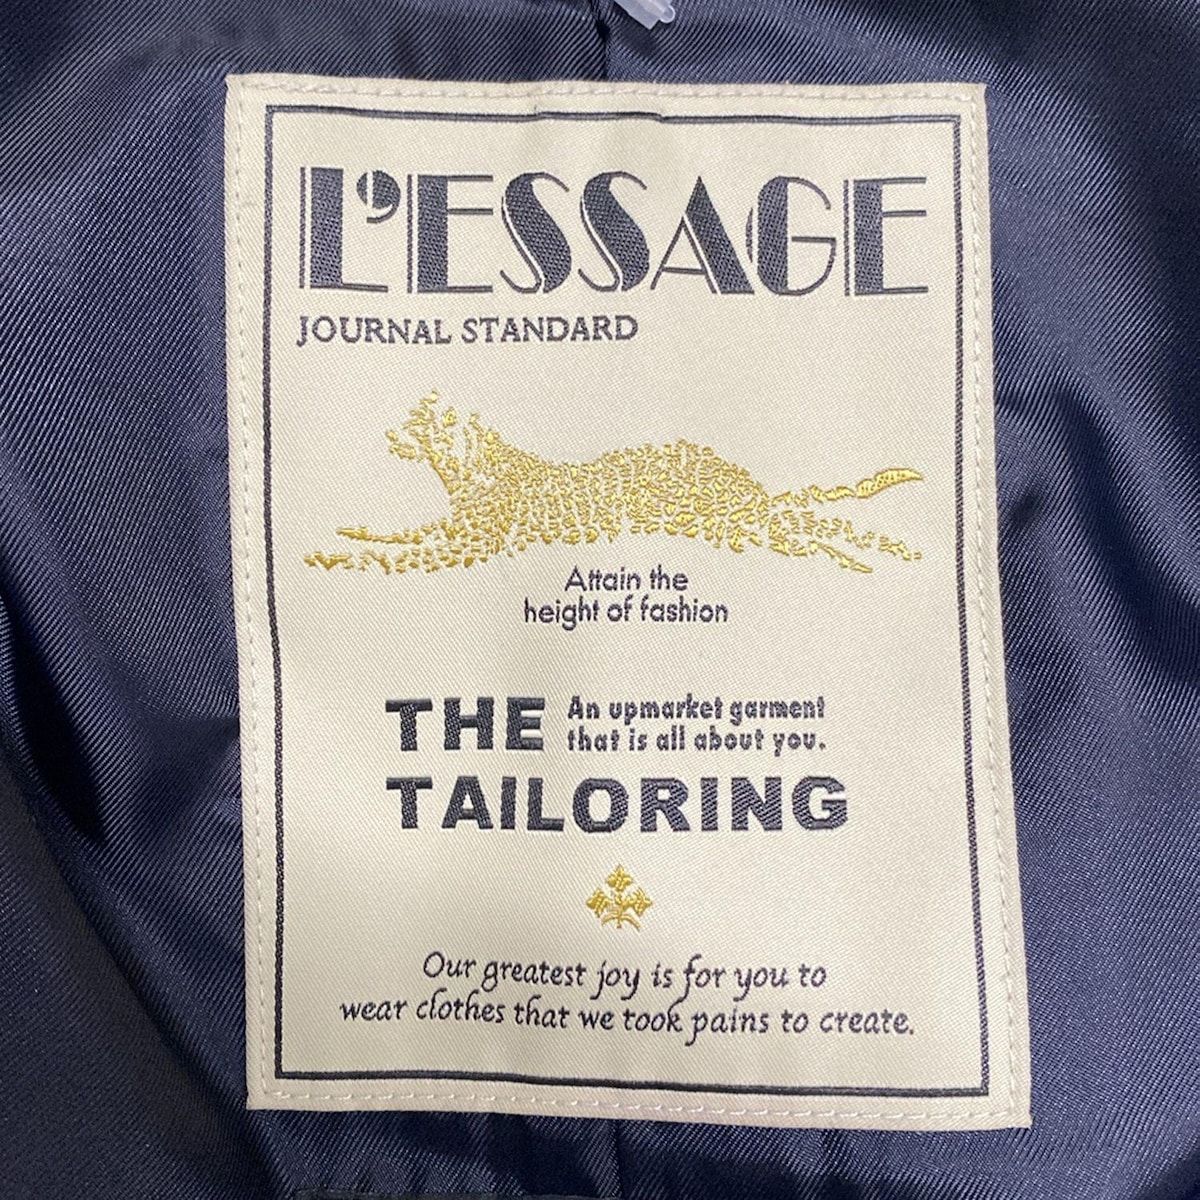 L'ESSAGE
JOURNAL STANDARD
Attain the
height of fashion
THE An upmarket garment
that is all about you.
TAILORING
Our greatest joy is for you to
wear clothes that we took pains to create.